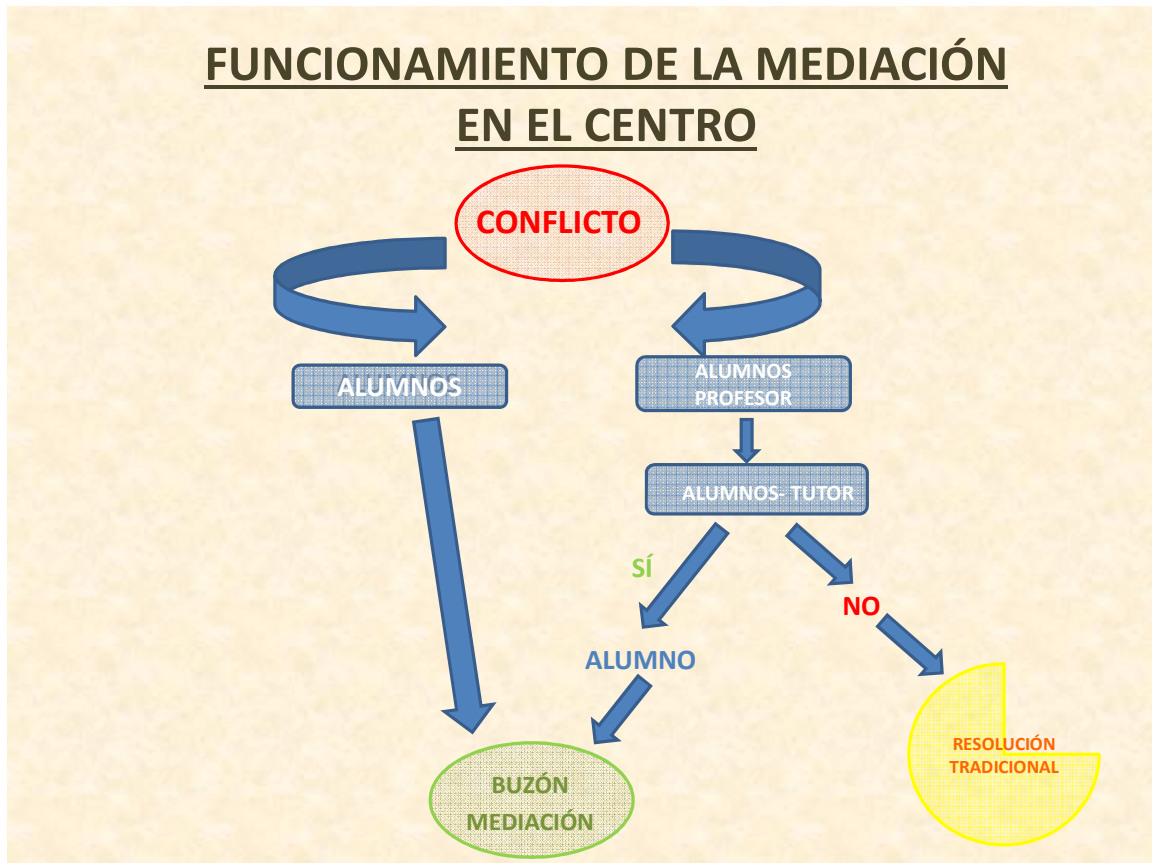 FUNCIONAMIENTO DE LA MEDIACIÓN
EN EL CENTRO
CONFLICTO
ALUMNOS
ALUMNOS
PROFESOR
ALUMNOS- TUTOR
SÍ
NO
ALUMNO
RESOLUCIÓN
TRADICIONAL
BUZÓN
MEDIACIÓN